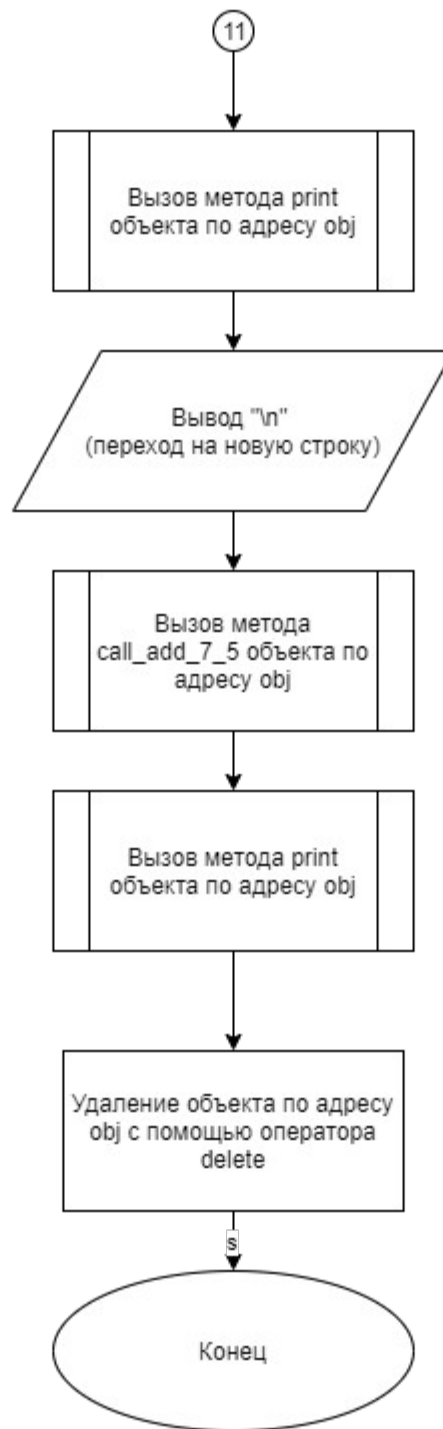 11
Вызов метода print
объекта по адресу obj
Вывод "\n"
(переход на новую строку)
Вызов метода
call_add_7_5 объекта по
адресу obj
Вызов метода print
объекта по адресу obj
Удаление объекта по адресу
obj с помощью оператора
delete
s
Конец